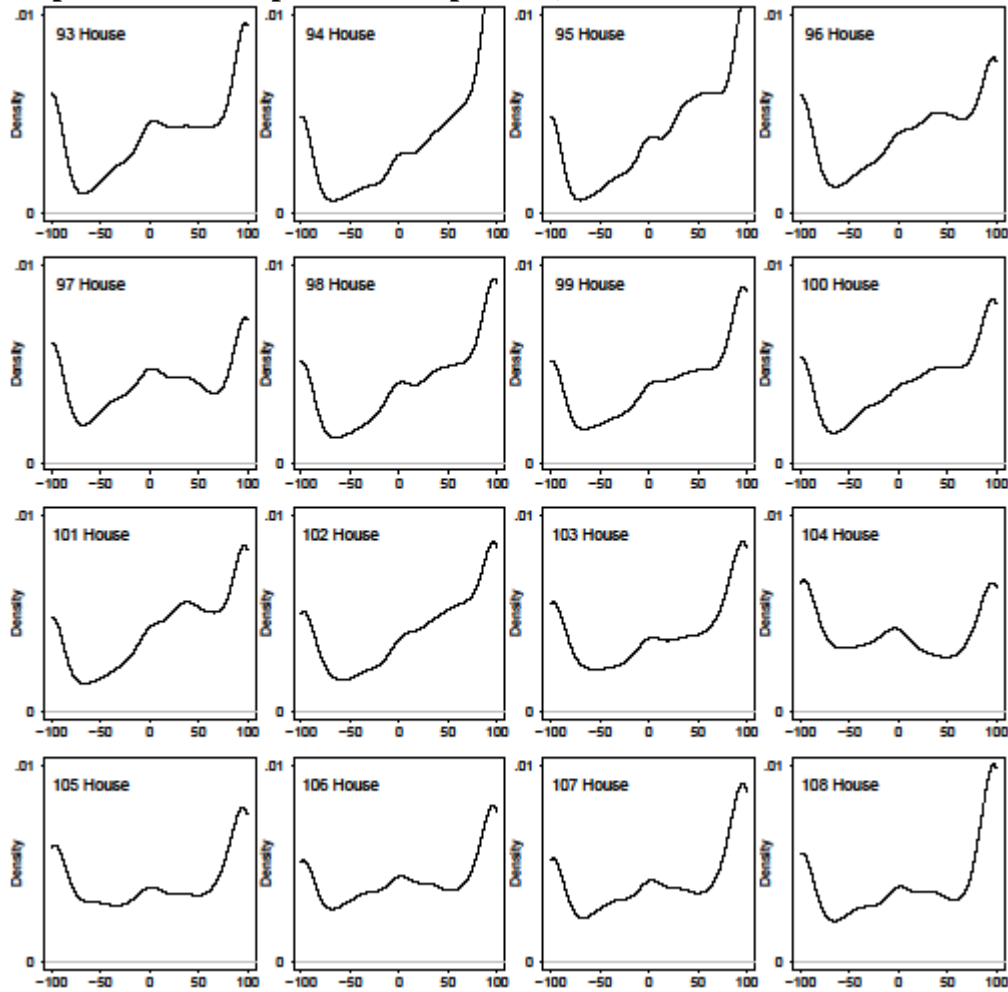 .01 .01 .01 .01
93 House 94 House 95 House 96 House
Density Density Density Density
0 0 0 0
−100 −50 0 50 100 −100 −50 0 50 100 −100 −50 0 50 100 −100 −50 0 50 100
.01 .01 .01 .01
97 House 98 House 99 House 100 House
Density Density Density Density
0 0 0 0
−100 −50 0 50 100 −100 −50 0 50 100 −100 −50 0 50 100 −100 −50 0 50 100
.01 .01 .01 .01
101 House 102 House 103 House 104 House
Density Density Density Density
0 0 0 0
−100 −50 0 50 100 −100 −50 0 50 100 −100 −50 0 50 100 −100 −50 0 50 100
.01 .01 .01 .01
105 House 106 House 107 House 108 House
Density Density Density Density
0 0 0 0
−100 −50 0 50 100 −100 −50 0 50 100 −100 −50 0 50 100 −100 −50 0 50 100